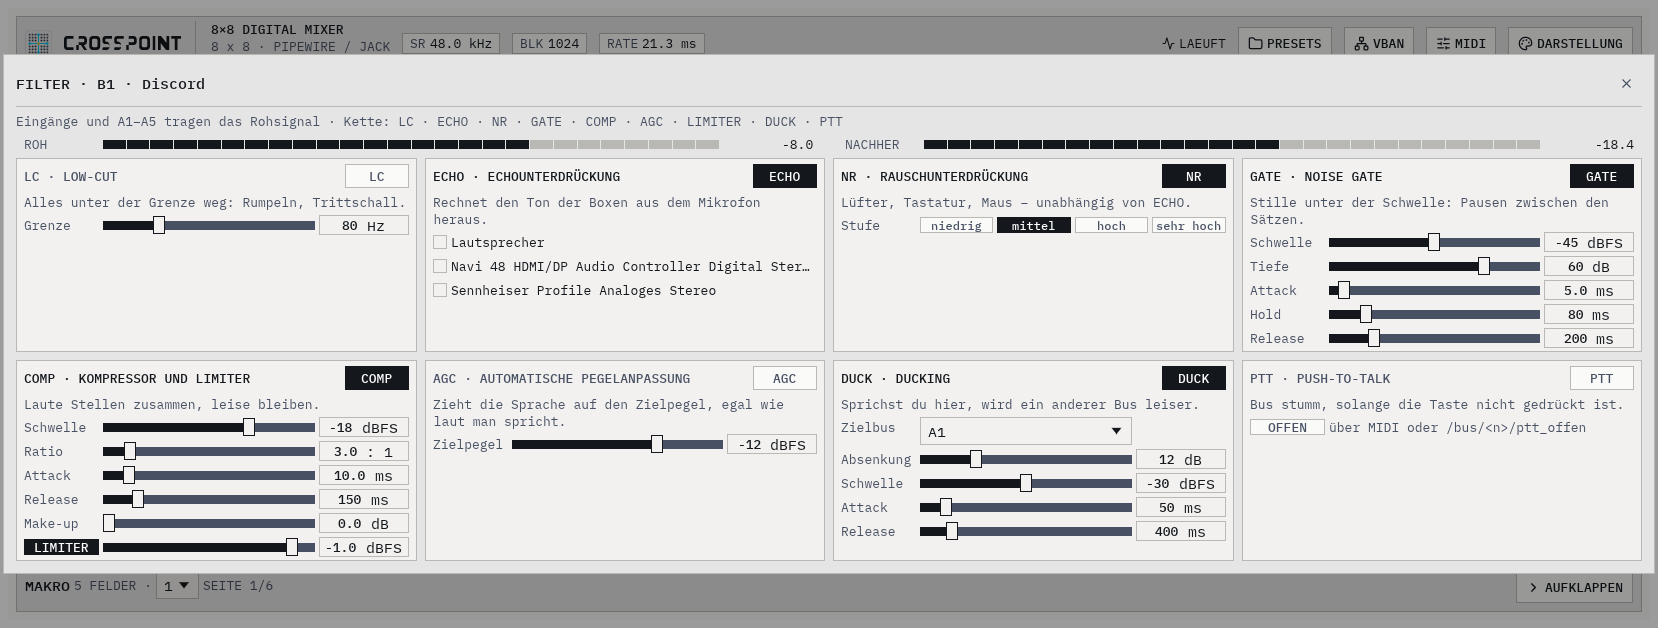 CROSSPOINT
8×8 DIGITAL MIXER
8 x 8 · PIPEWIRE / JACK
SR 48.0 kHz
BLK 1024
RATE 21.3 ms
LAEUFT
PRESETS
VBAN
MIDI
DARSTELLUNG
FILTER · B1 · Discord
×
Eingänge und A1–A5 tragen das Rohsignal · Kette: LC · ECHO · NR · GATE · COMP · AGC · LIMITER · DUCK · PTT
ROH -8.0
NACHHER -18.4
LC · LOW-CUT
LC
Alles unter der Grenze weg: Rumpeln, Trittschall.
Grenze 80 Hz
ECHO · ECHOUNTERDRÜCKUNG
ECHO
Rechnet den Ton der Boxen aus dem Mikrofon
heraus.
Lautsprecher
Navi 48 HDMI/DP Audio Controller Digital Ster…
Sennheiser Profile Analoges Stereo
NR · RAUSCHUNTERDRÜCKUNG
NR
Lüfter, Tastatur, Maus – unabhängig von ECHO.
Stufe niedrig mittel hoch sehr hoch
GATE · NOISE GATE
GATE
Stille unter der Schwelle: Pausen zwischen den
Sätzen.
Schwelle -45 dBFS
Tiefe 60 dB
Attack 5.0 ms
Hold 80 ms
Release 200 ms
COMP · KOMPRESSOR UND LIMITER
COMP
Laute Stellen zusammen, leise bleiben.
Schwelle -18 dBFS
Ratio 3.0 : 1
Attack 10.0 ms
Release 150 ms
Make-up 0.0 dB
LIMITER -1.0 dBFS
AGC · AUTOMATISCHE PEGELANPASSUNG
AGC
Zieht die Sprache auf den Zielpegel, egal wie
laut man spricht.
Zielpegel -12 dBFS
DUCK · DUCKING
DUCK
Sprichst du hier, wird ein anderer Bus leiser.
Zielbus A1
Absenkung 12 dB
Schwelle -30 dBFS
Attack 50 ms
Release 400 ms
PTT · PUSH-TO-TALK
PTT
Bus stumm, solange die Taste nicht gedrückt ist.
OFFEN über MIDI oder /bus/<n>/ptt_offen
MAKRO 5 FELDER · 1 SEITE 1/6
AUFKLAPPEN